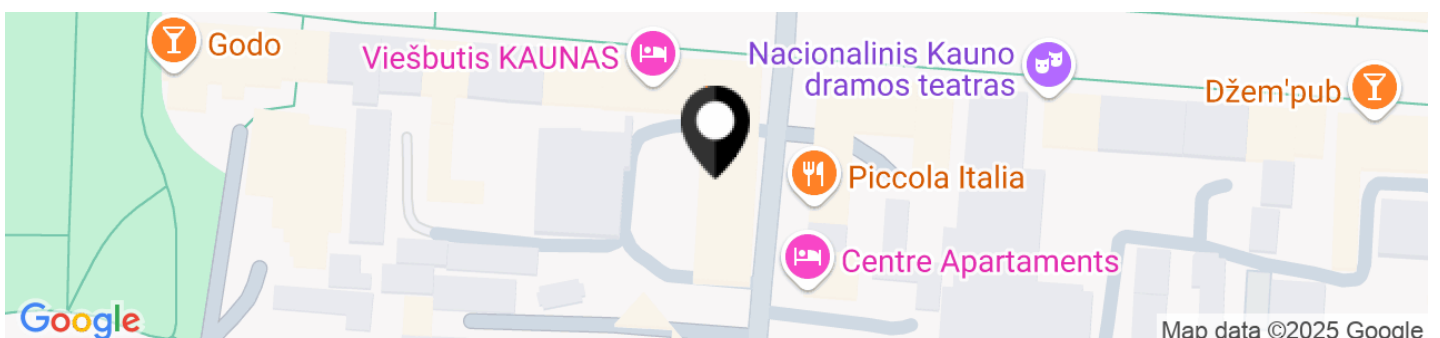 Godo
Viešbutis KAUNAS
Nacionalinis Kauno
dramos teatras
Džem'pub
Piccola Italia
Centre Apartaments
Google
Map data ©2025 Google